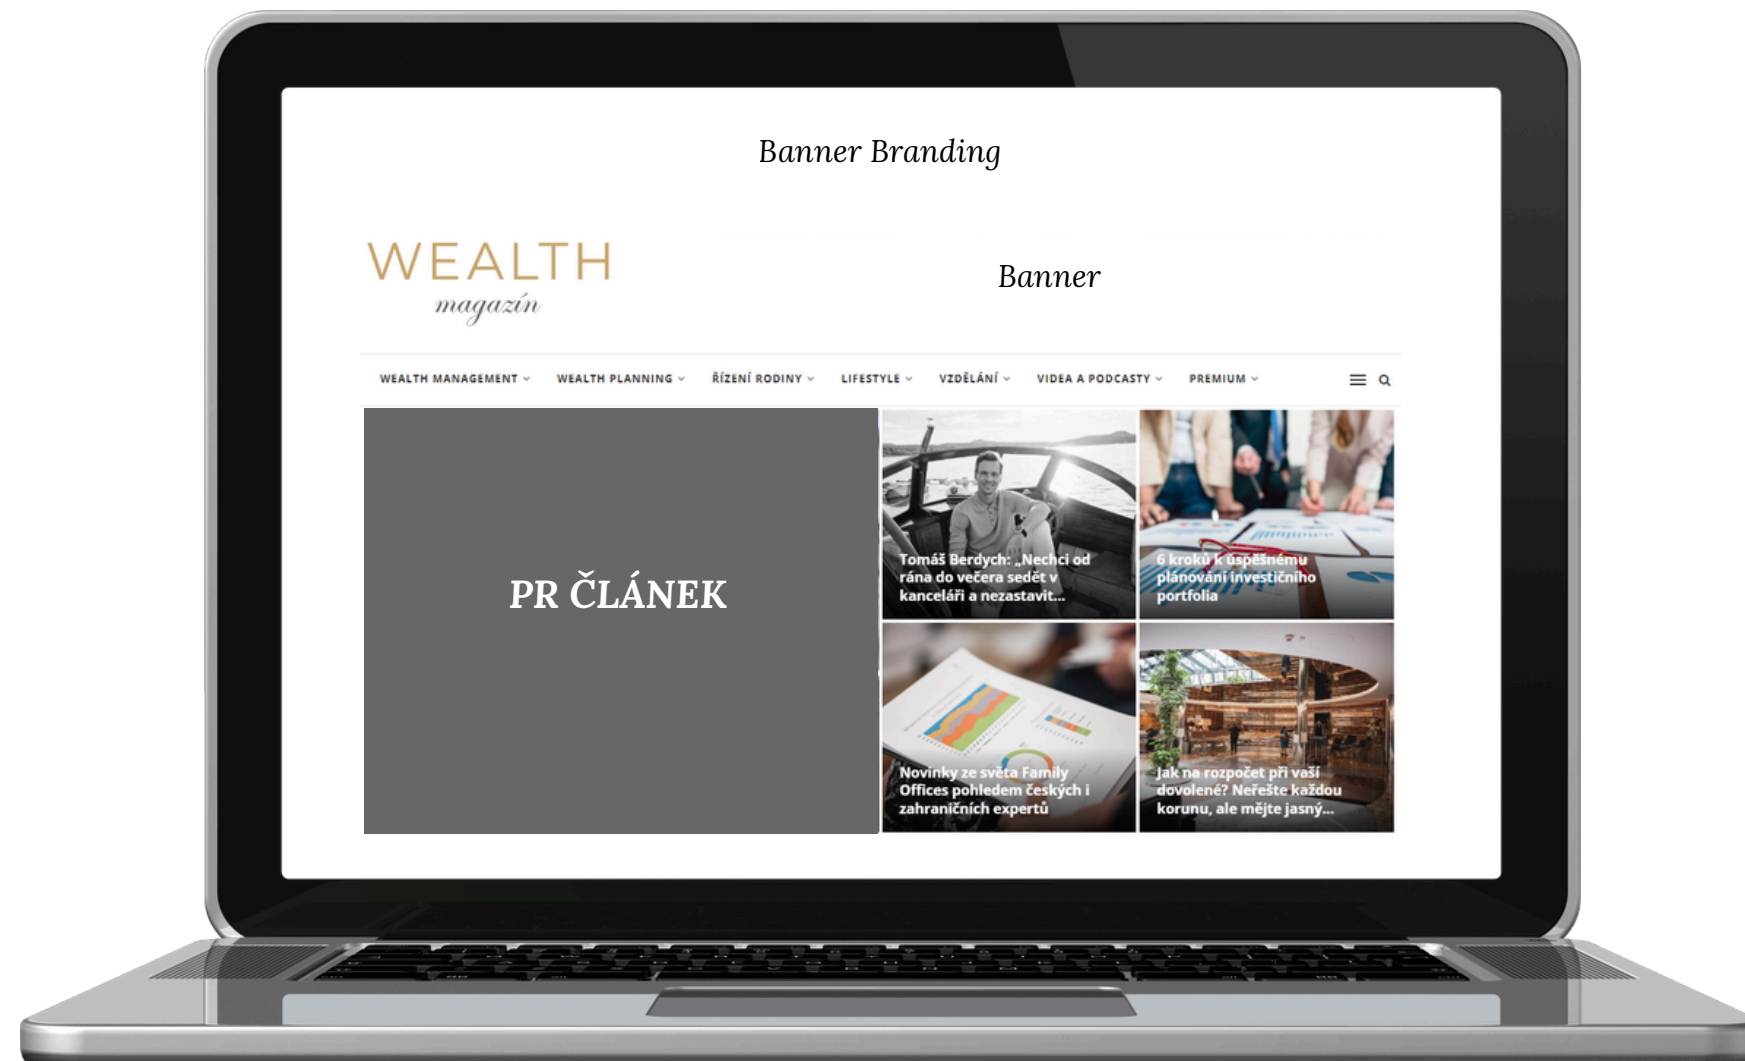 Banner Branding
WEALTH
magazín
Banner
WEALTH MANAGEMENT
WEALTH PLANNING
ŘÍZENÍ RODINY
LIFESTYLE
VZDĚLÁNÍ
VIDEA A PODCASTY
PREMIUM
PR ČLÁNEK
Tomáš Berdych: „Nechci od
rána do večera sedět v
kanceláři a nezastavit...
6 kroků k úspěšnému
plánování investičního
portfolia
Novinky ze světa Family
Offices pohledem českých i
zahraničních expertů
Jak na rozpočet při vaší
dovolené? Neřešte každou
korunu, ale mějte jasný...